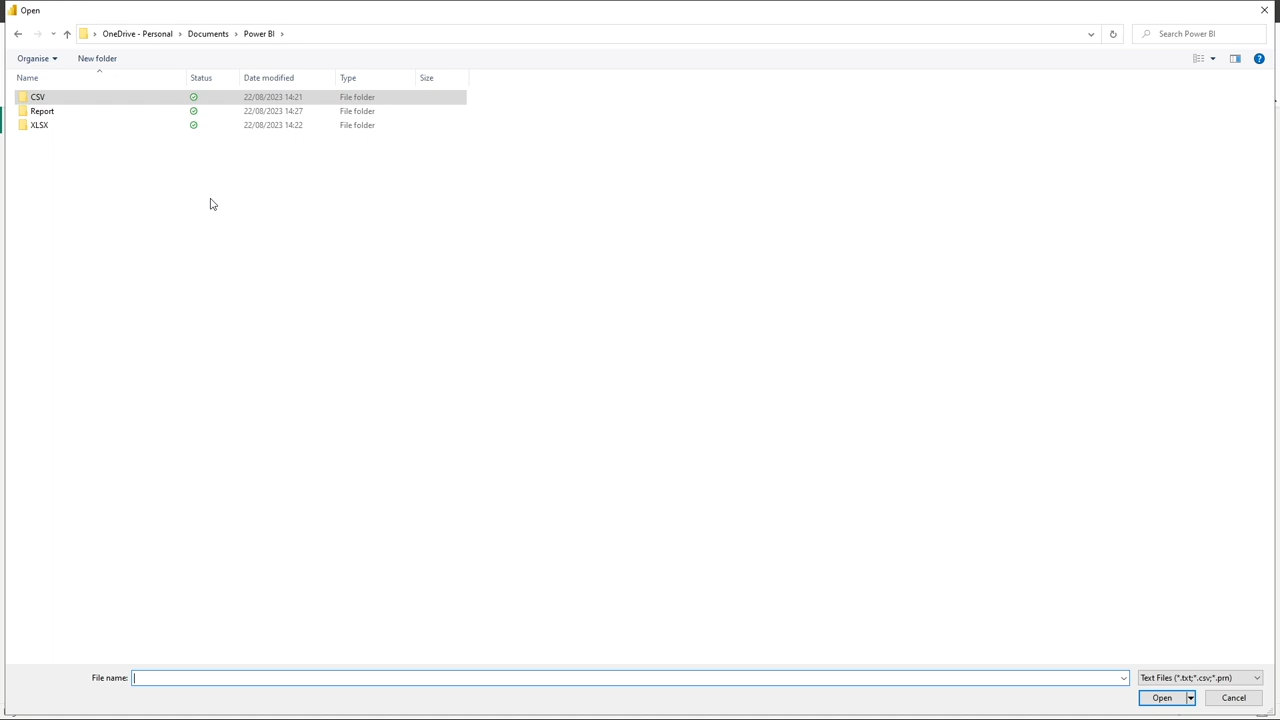 Open
OneDrive - Personal > Documents > Power BI >
Search Power BI
Organise New folder
Name Status Date modified Type Size
CSV 22/08/2023 14:21 File folder
Report 22/08/2023 14:27 File folder
XLSX 22/08/2023 14:22 File folder
File name: Text Files (*.txt;*.csv;*.prn)
Open Cancel